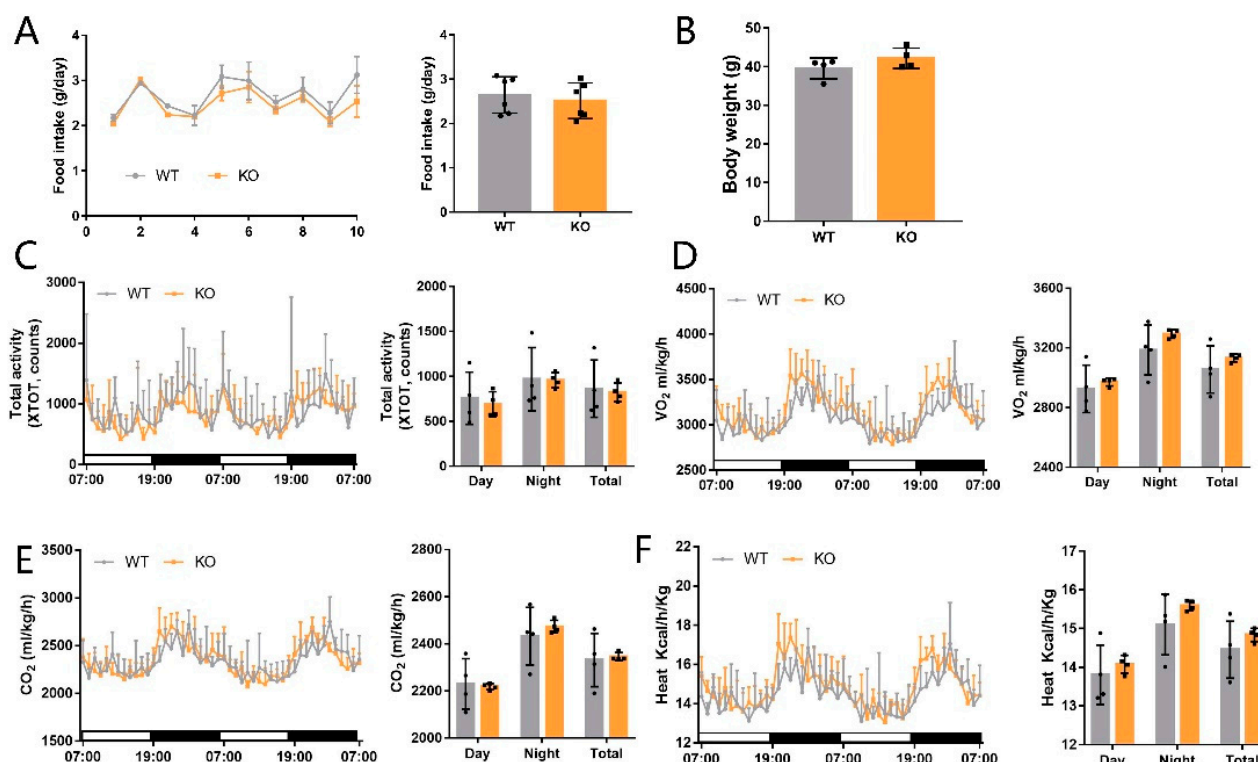 A
Food intake (g/day)
4
3
2
1
0
WT KO
0 2 4 6 8 10
Food intake (g/day)
4
3
2
1
0
WT KO
B
Body weight (g)
50
40
30
20
10
0
WT KO
C
Total activity
(XTOT, counts)
3000
2000
1000
0
WT KO
07:00 19:00 07:00 19:00 07:00
Total activity
(XTOT, counts)
2000
1500
1000
500
0
Day Night Total
D
VO2 ml/kg/h
4500
4000
3500
3000
2500
WT KO
07:00 19:00 07:00 19:00 07:00
VO2 ml/kg/h
3600
3200
2800
2400
Day Night Total
E
CO2 (ml/kg/h)
3500
3000
2500
2000
1500
WT KO
07:00 19:00 07:00 19:00 07:00
CO2 (ml/kg/h)
2800
2600
2400
2200
2000
Day Night Total
F
Heat Kcal/h/Kg
22
20
18
16
14
12
WT KO
07:00 19:00 07:00 19:00 07:00
Heat Kcal/h/Kg
17
16
15
14
13
12
Day Night Total